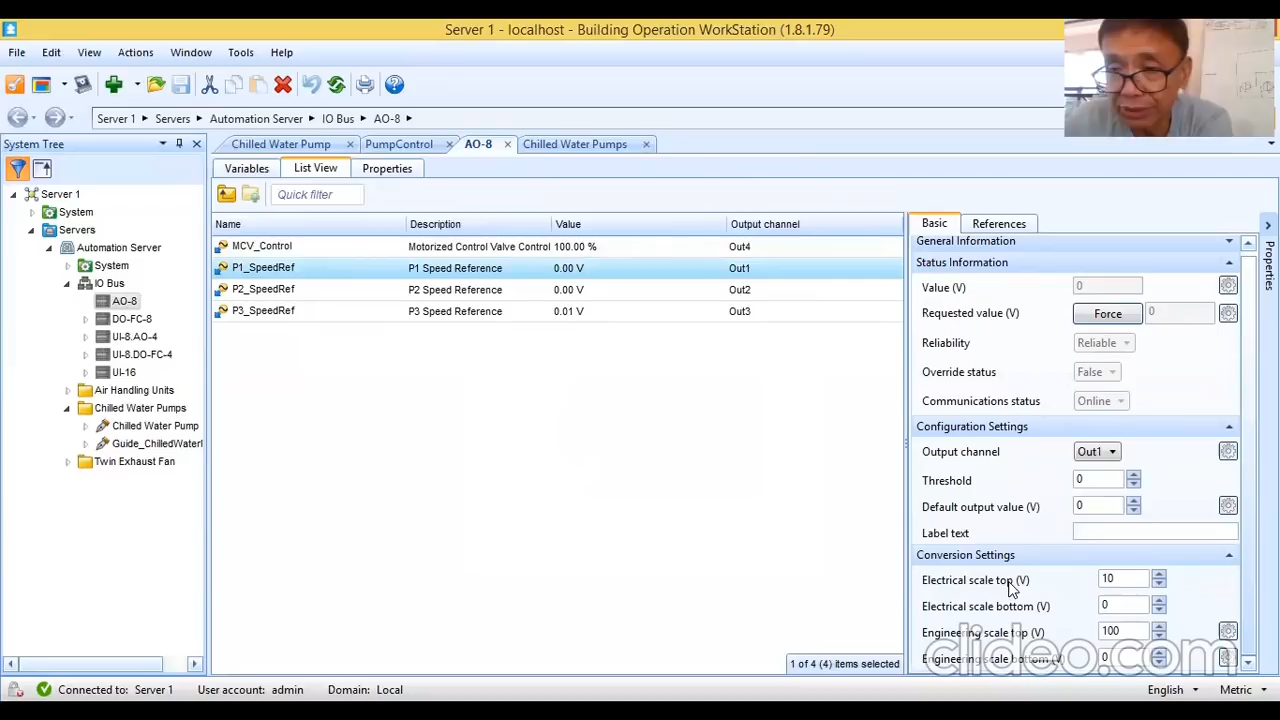 Server 1 - localhost - Building Operation WorkStation (1.8.1.79)
File Edit View Actions Window Tools Help
Server 1 Servers Automation Server IO Bus AO-8
System Tree
Chilled Water Pump PumpControl AO-8 Chilled Water Pumps
Variables List View Properties
Quick filter
Server 1
System
Servers
Automation Server
System
IO Bus
AO-8
DO-FC-8
UI-8.AO-4
UI-8.DO-FC-4
UI-16
Air Handling Units
Chilled Water Pumps
Chilled Water Pump
Guide_ChilledWaterI
Twin Exhaust Fan
Name Description Value Output channel
MCV_Control Motorized Control Valve Control 100.00 % Out4
P1_SpeedRef P1 Speed Reference 0.00 V Out1
P2_SpeedRef P2 Speed Reference 0.00 V Out2
P3_SpeedRef P3 Speed Reference 0.01 V Out3
1 of 4 (4) items selected
Basic References
General Information
Status Information
Value (V) 0
Requested value (V) Force 0
Reliability Reliable
Override status False
Communications status Online
Configuration Settings
Output channel Out1
Threshold 0
Default output value (V) 0
Label text
Conversion Settings
Electrical scale top (V) 10
Electrical scale bottom (V) 0
Engineering scale top (V) 100
Engineering scale bottom (V) 0
Properties
clideo.com
Connected to: Server 1 User account: admin Domain: Local English Metric